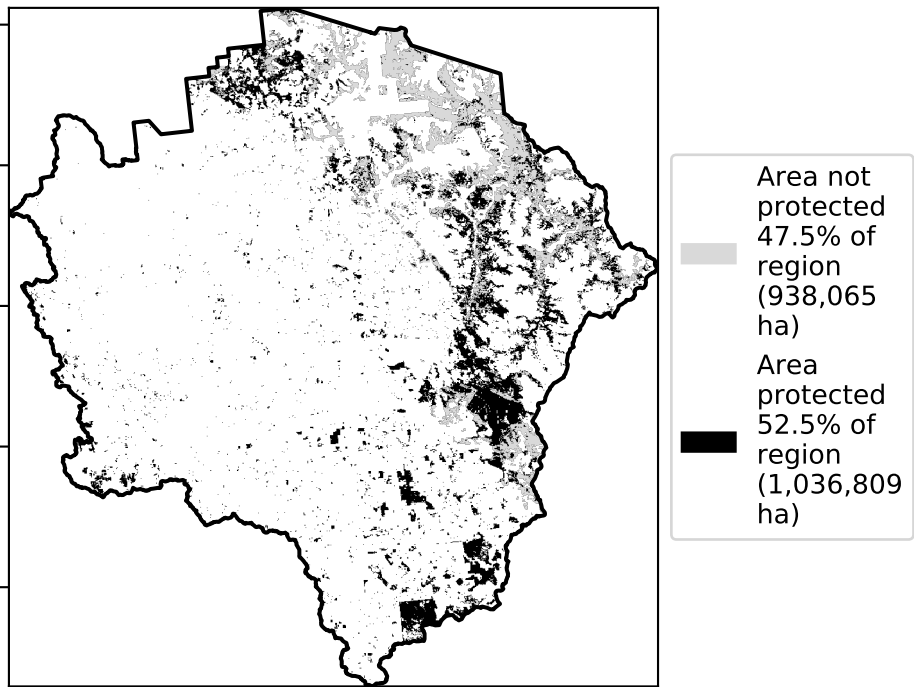 Area not
protected
47.5% of
region
(938,065
ha)
Area
protected
52.5% of
region
(1,036,809
ha)